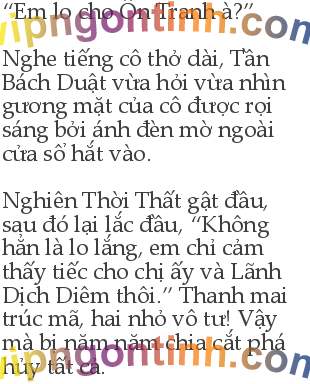 “Em lo cho Ôn Tranh à?”
vipngontinh.com
Nghe tiếng cô thở dài, Tần
Bách Duật vừa hỏi vừa nhìn
gương mặt của cô được rọi
sáng bởi ánh đèn mờ ngoài
cửa sổ hắt vào.
Nghiên Thời Thất gật đầu,
sau đó lại lắc đầu, “Không
hẳn là lo lắng, em chỉ cảm
thấy tiếc cho chị ấy và Lãnh
Dịch Diêm thôi.” Thanh mai
trúc mã, hai nhỏ vô tư! Vậy
mà bị năm năm chia cắt phá
hủy tất cả.
vipngontinh.com